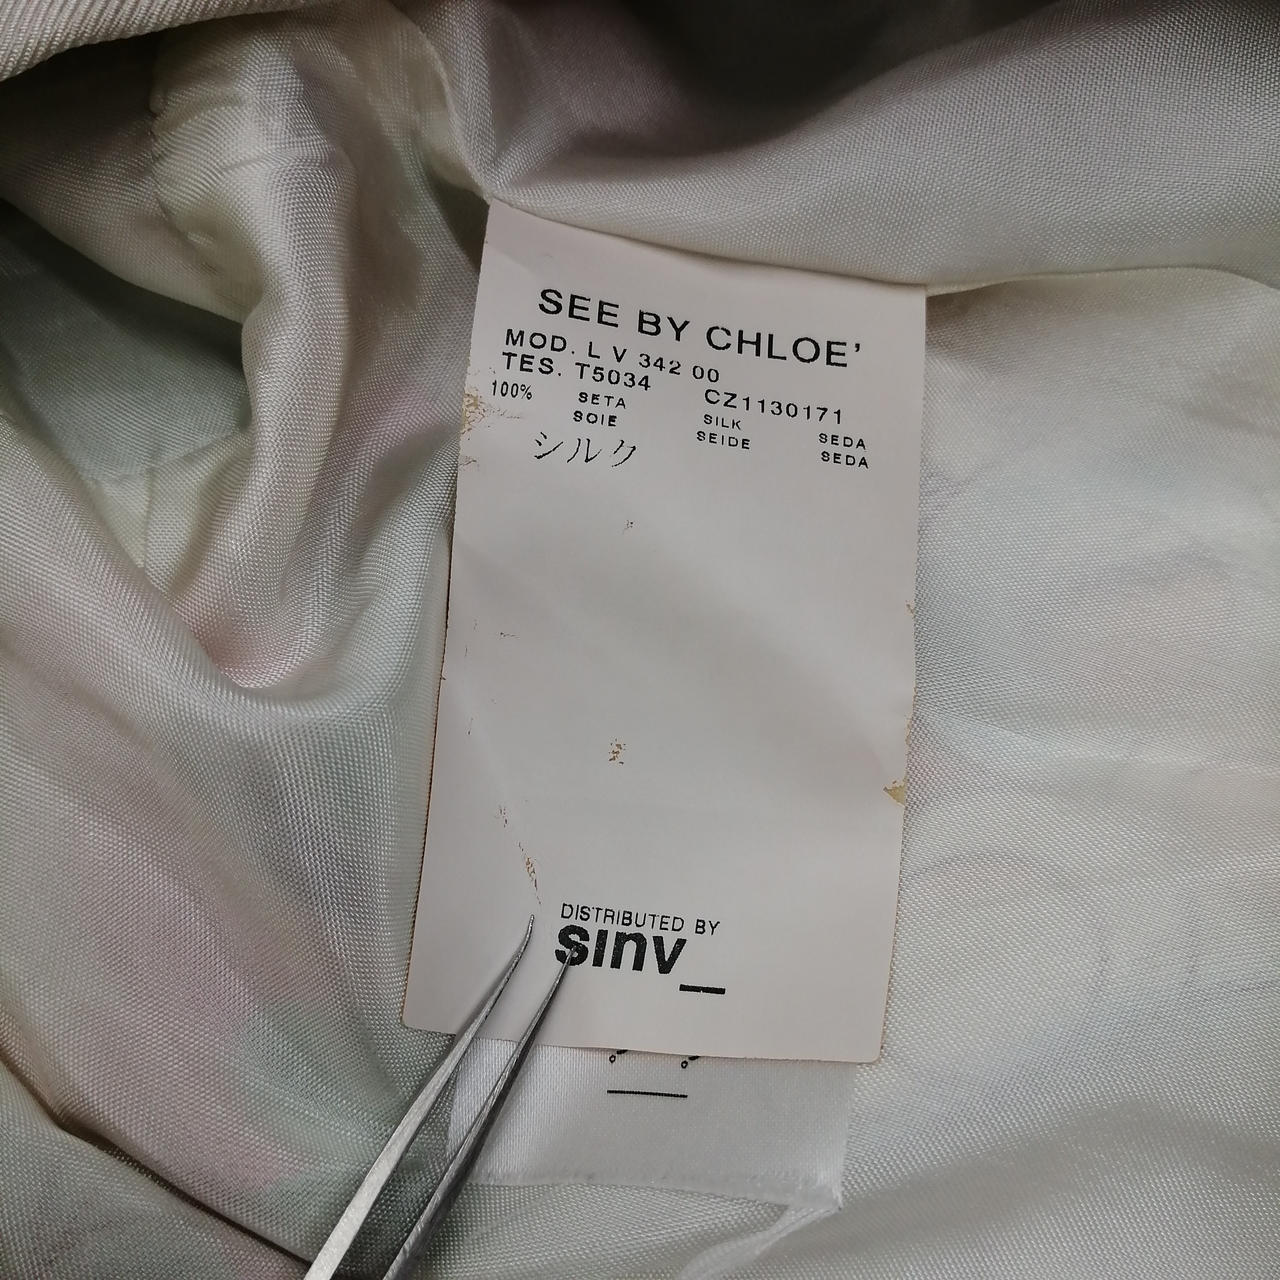 SEE BY CHLOE'
MOD. L V 342 00
TES. T5034 CZ1130171
100% SETA SILK SEDA
SOIE SEIDE SEDA
シルク
DISTRIBUTED BY
sinv_